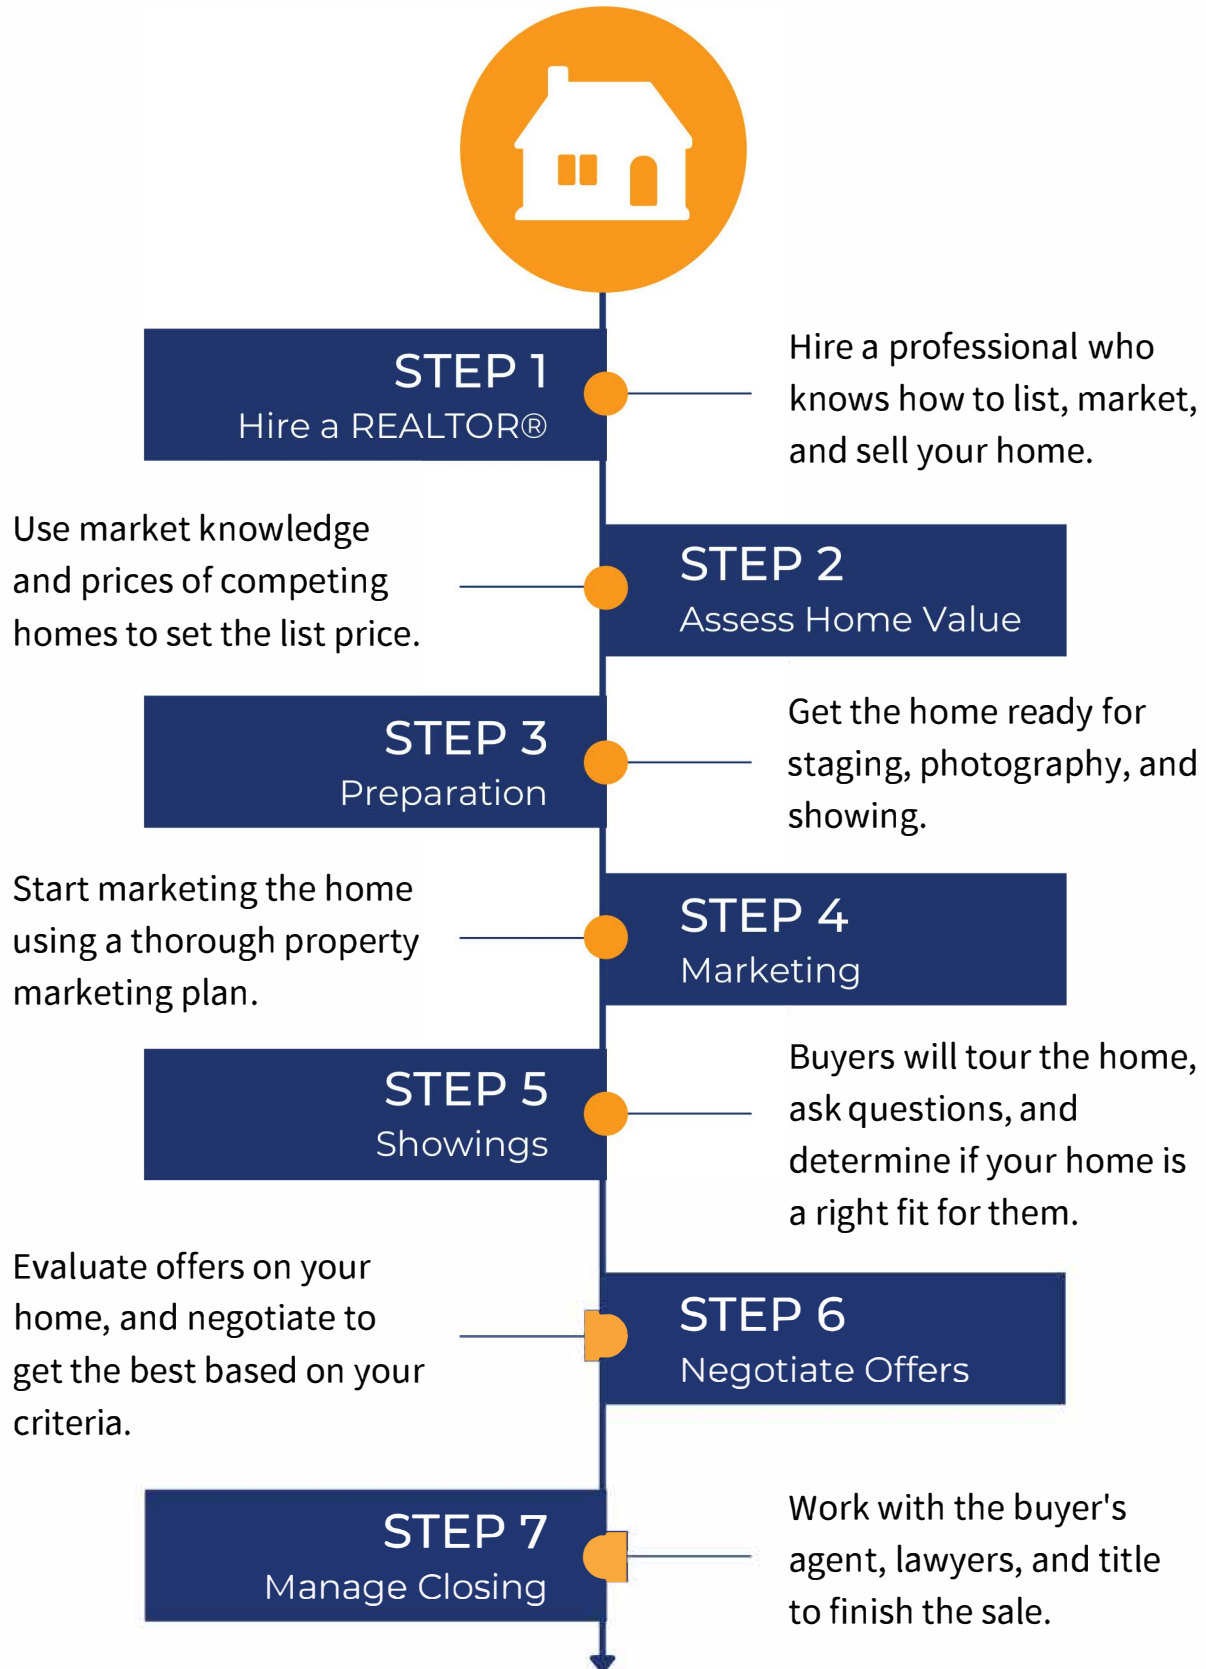 STEP 1
Hire a REALTOR®
Hire a professional who
knows how to list, market,
and sell your home.
STEP 2
Assess Home Value
Use market knowledge
and prices of competing
homes to set the list price.
STEP 3
Preparation
Get the home ready for
staging, photography, and
showing.
STEP 4
Marketing
Start marketing the home
using a thorough property
marketing plan.
STEP 5
Showings
Buyers will tour the home,
ask questions, and
determine if your home is
a right fit for them.
STEP 6
Negotiate Offers
Evaluate offers on your
home, and negotiate to
get the best based on your
criteria.
STEP 7
Manage Closing
Work with the buyer's
agent, lawyers, and title
to finish the sale.